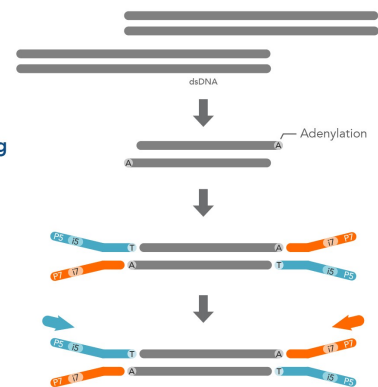 dsDNA
g
Adenylation
A
A
P5 i5 T A i7 P7
P7 i7 A T i5 P5
P5 i5 T A i7 P7
P7 i7 A T i5 P5